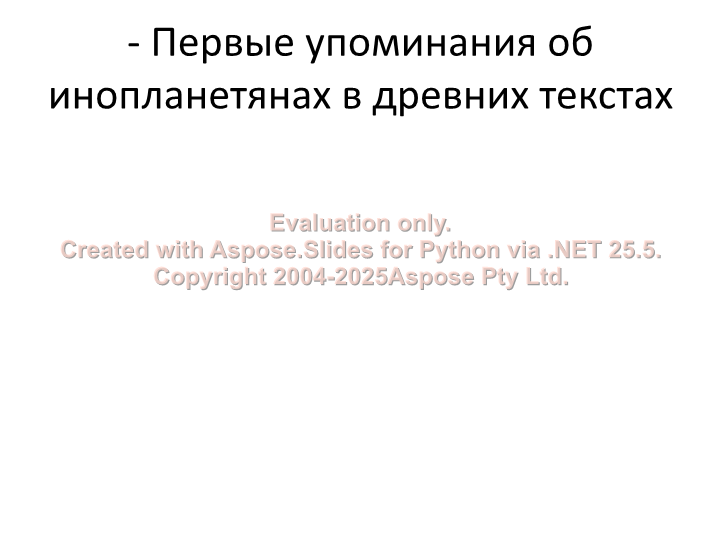 - Первые упоминания об
инопланетянах в древних текстах
Evaluation only.
Created with Aspose.Slides for Python via .NET 25.5.
Copyright 2004-2025Aspose Pty Ltd.